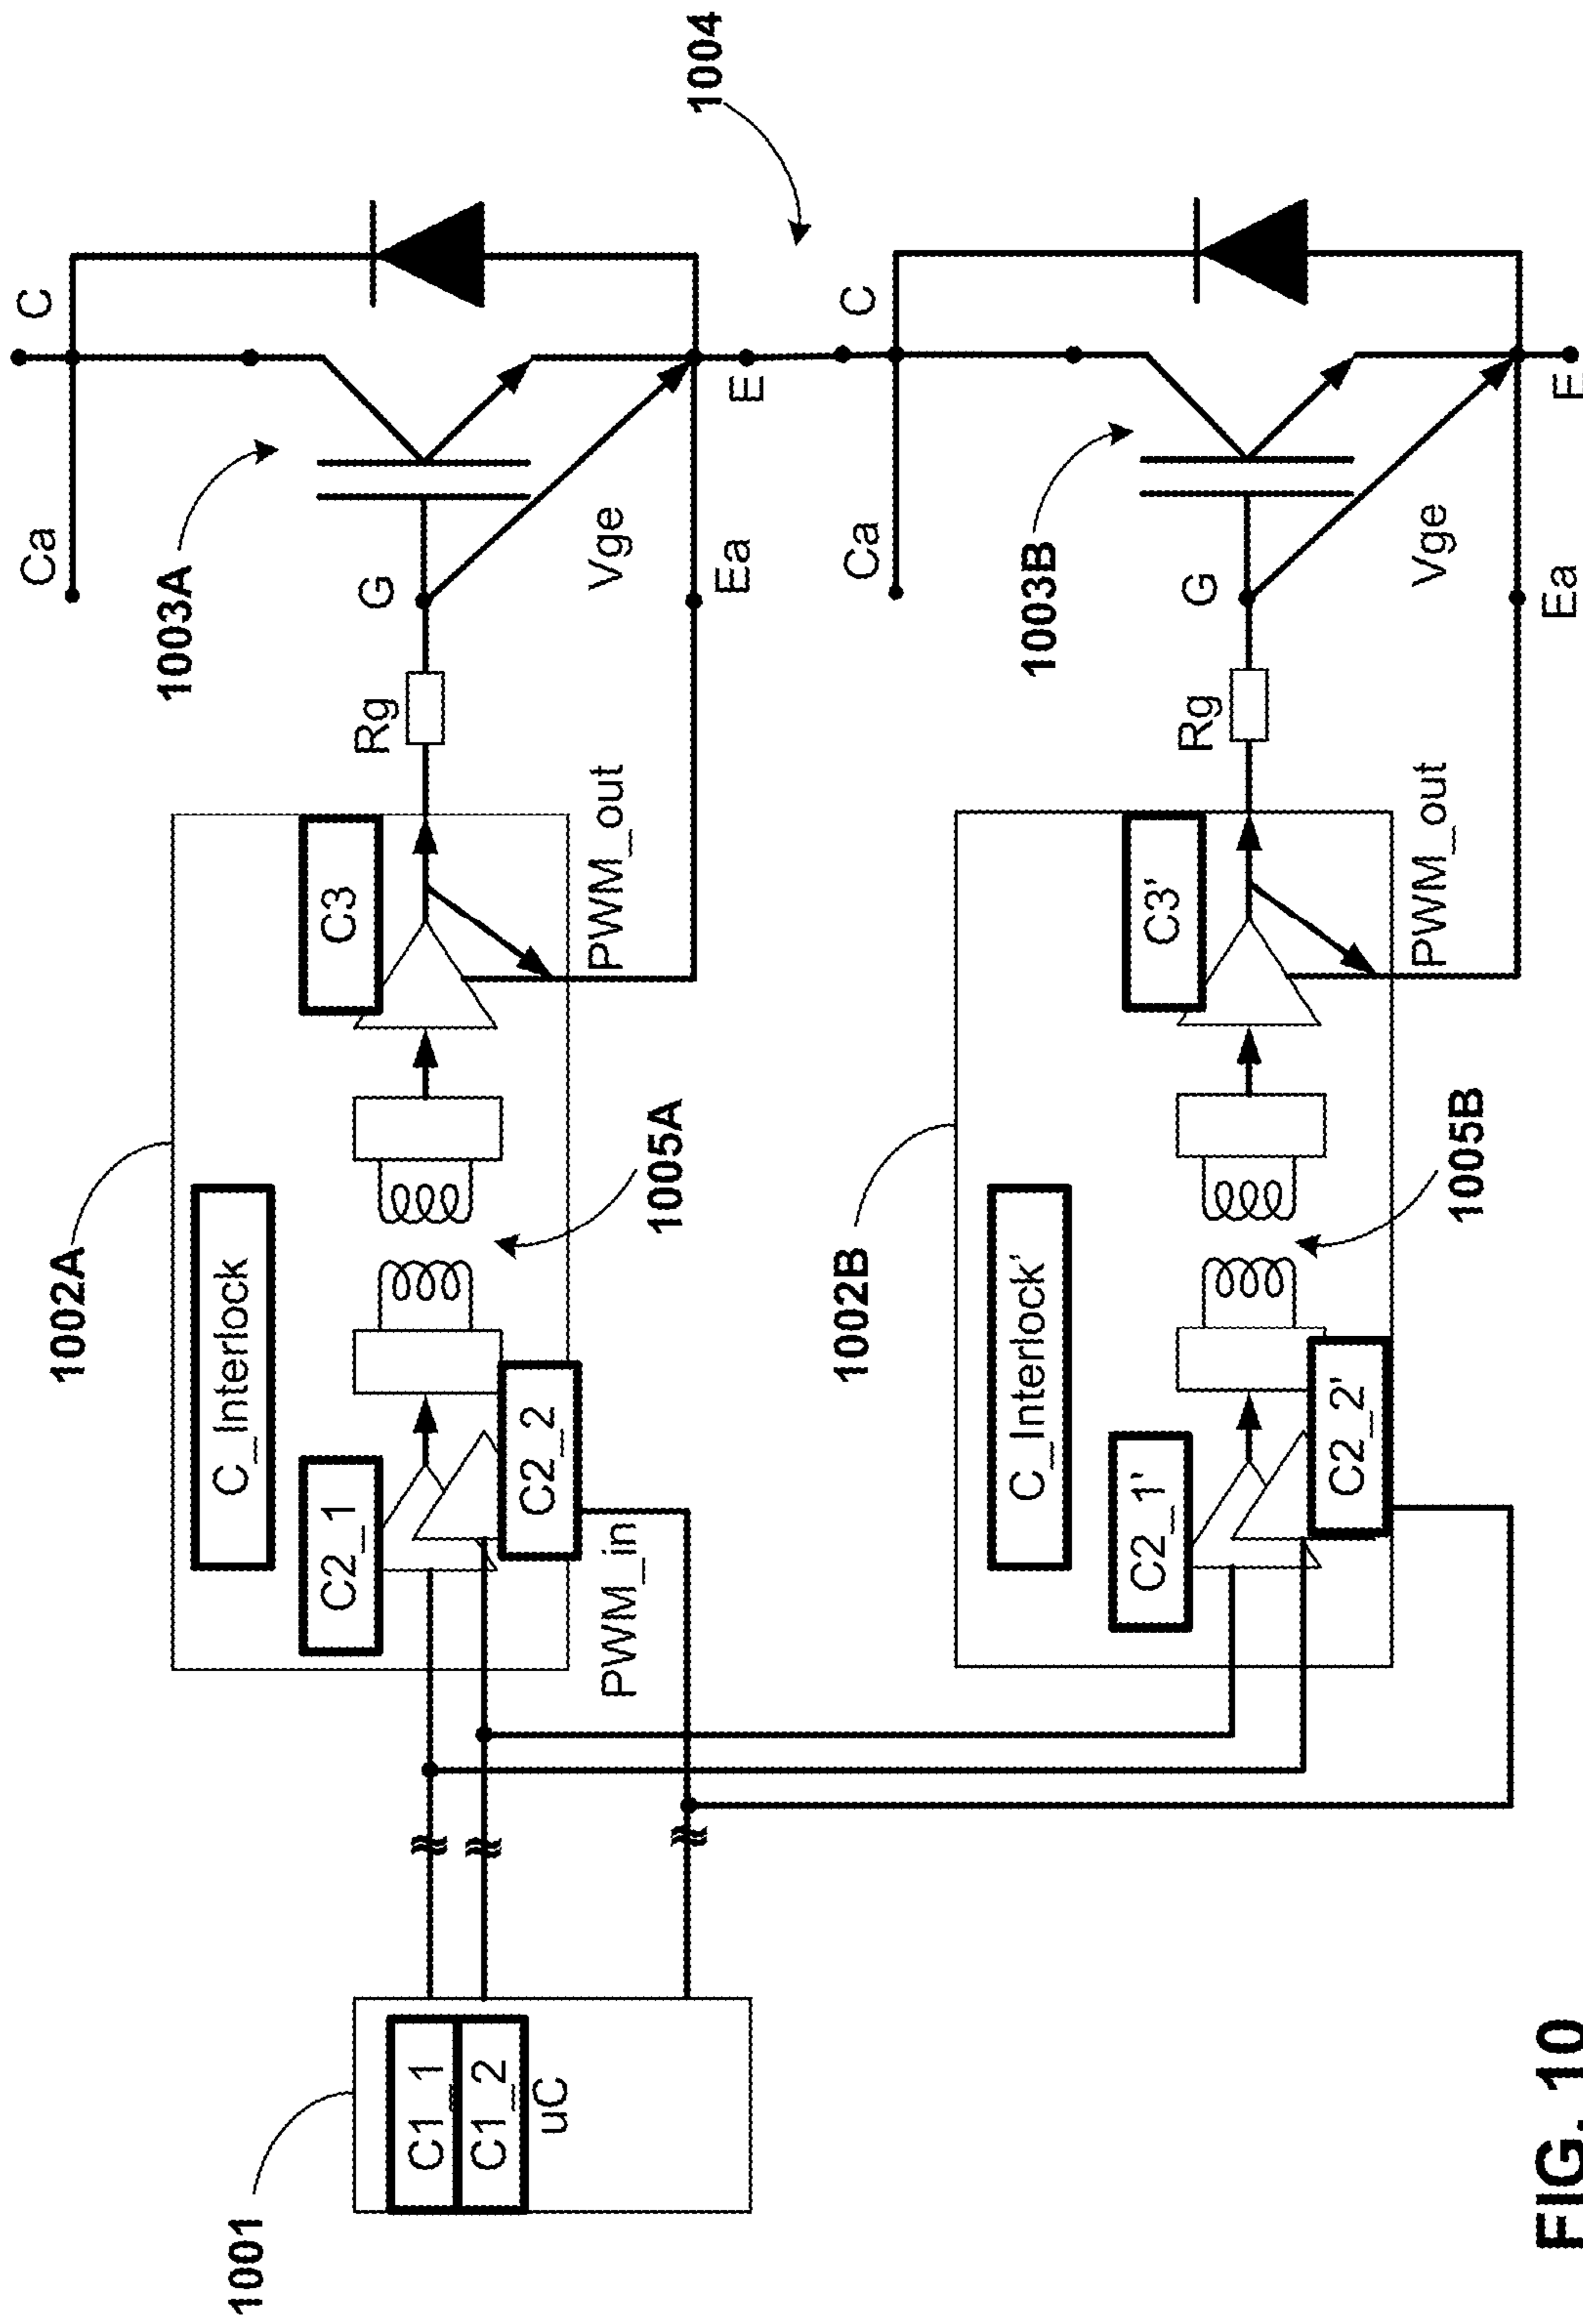 1004
C
Ca
1003A
G
Vge
Ea
E
Rg
1002A
C3
PWM_out
C_Interlock
1005A
C2_1
C2_2
PWM_in
1001
C1_1
C1_2
uC
C
Ca
1003B
G
Vge
Ea
E
Rg
1002B
C3'
PWM_out
C_Interlock'
1005B
C2_1'
C2_2'
FIG. 10